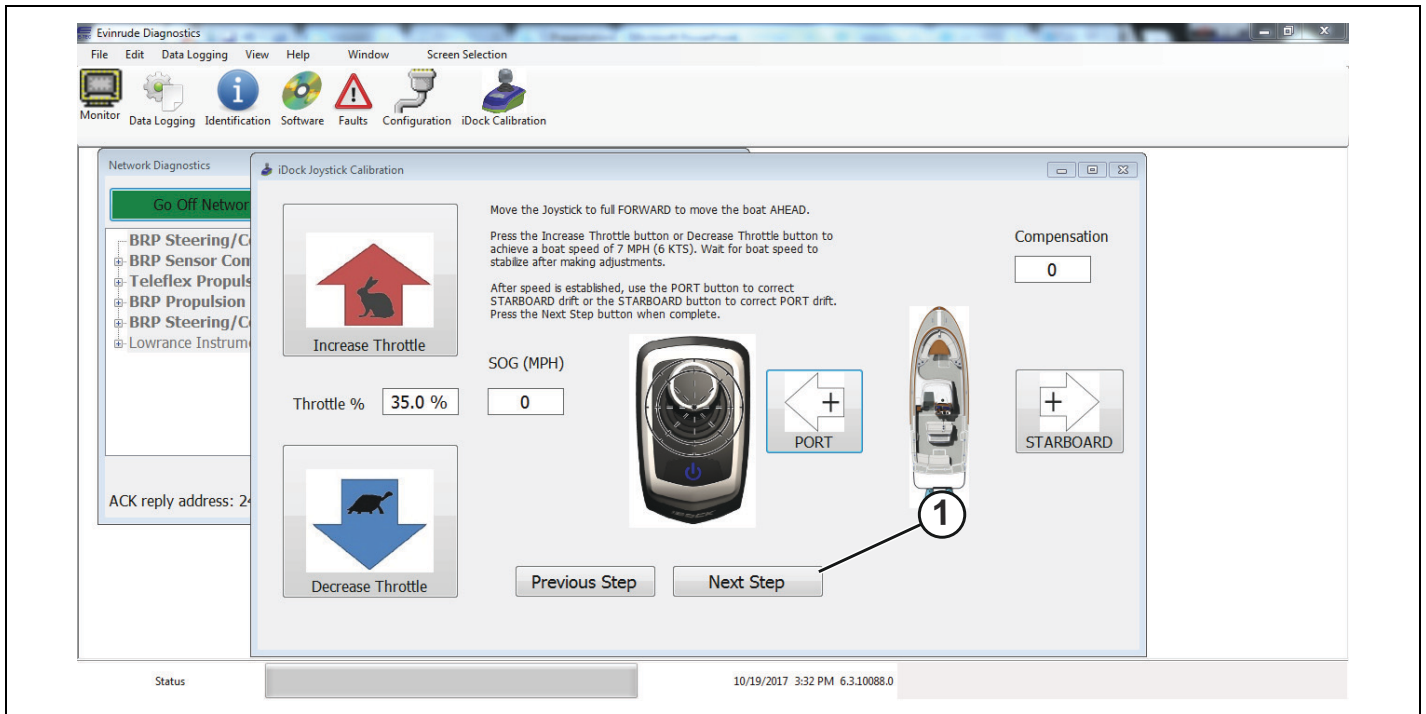 Evinrude Diagnostics
File Edit Data Logging View Help Window Screen Selection
Monitor Data Logging Identification Software Faults Configuration iDock Calibration
Network Diagnostics
Go Off Networ
BRP Steering/C
BRP Sensor Con
Teleflex Propuls
BRP Propulsion
BRP Steering/C
Lowrance Instrum
ACK reply address: 24
iDock Joystick Calibration
Move the Joystick to full FORWARD to move the boat AHEAD.
Press the Increase Throttle button or Decrease Throttle button to
achieve a boat speed of 7 MPH (6 KTS). Wait for boat speed to
stabilize after making adjustments.
After speed is established, use the PORT button to correct
STARBOARD drift or the STARBOARD button to correct PORT drift.
Press the Next Step button when complete.
Increase Throttle
Throttle % 35.0 %
Decrease Throttle
SOG (MPH)
0
PORT
Compensation
0
STARBOARD
1
Previous Step Next Step
Status
10/19/2017 3:32 PM 6.3.10088.0